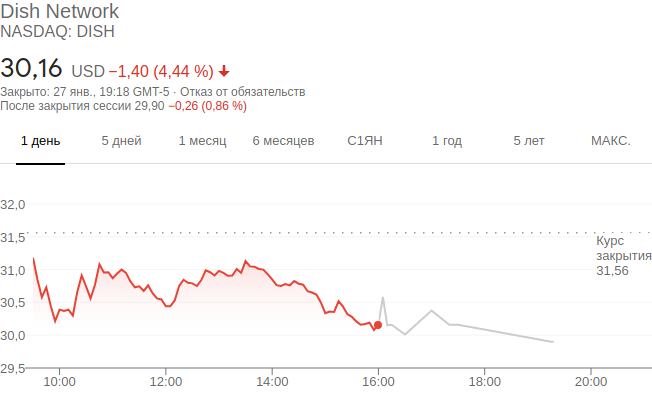 Dish Network
NASDAQ: DISH
30,16 USD −1,40 (4,44 %)
Закрыто: 27 янв., 19:18 GMT-5 · Отказ от обязательств
После закрытия сессии 29,90 −0,26 (0,86 %)
1 день 5 дней 1 месяц 6 месяцев С1ЯН 1 год 5 лет МАКС.
32,0
31,5
Курс
закрытия
31,56
31,0
30,5
30,0
29,5
10:00 12:00 14:00 16:00 18:00 20:00